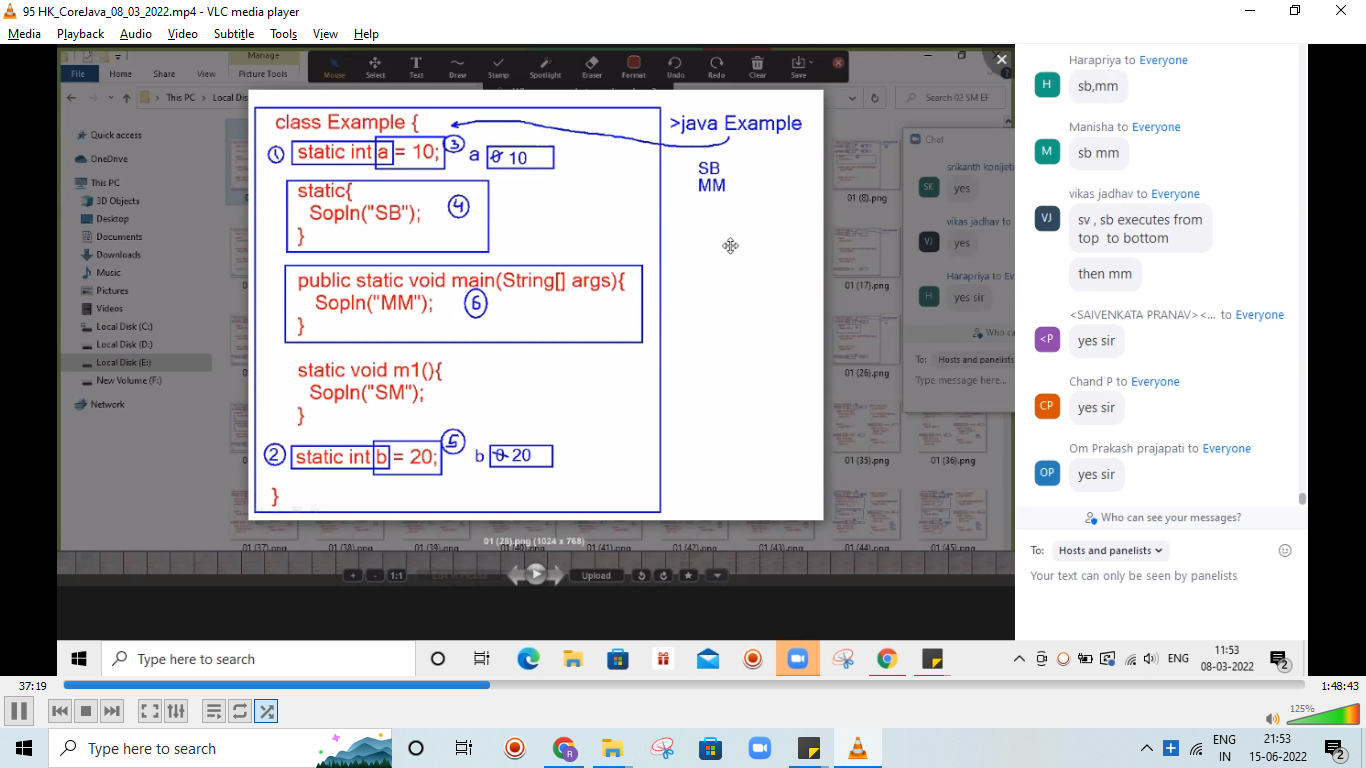 95 HK_CoreJava_08_03_2022.mp4 - VLC media player
Media Playback Audio Video Subtitle Tools View Help
Manage
File Home Share View Picture Tools
Mouse Select Text Draw Stamp Spotlight Eraser Format Undo Redo Clear Save
This PC Local Dis
Search 02 SM EF
Quick access
OneDrive
This PC
3D Objects
Desktop
Documents
Downloads
Music
Pictures
Videos
Local Disk (C:)
Local Disk (D:)
Local Disk (E:)
New Volume (F:)
Network
class Example {
1 static int a = 10; 3 a 0 10
static{
Sopln("SB"); 4
}
public static void main(String[] args){
Sopln("MM"); 6
}
static void m1(){
Sopln("SM");
}
2 static int b = 20; 5 b 0 20
}
>java Example
SB
MM
Chat
srikanth konijeti
SK yes
vikas jadhav to
VJ yes
Harapriya to Ev
H yes sir
Who ca
To: Hosts and panelists
Type message here...
01 (8).png
01 (17).png
01 (26).png
01 (35).png 01 (36).png
01 (37).png 01 (38).png 01 (39).png 01 (40).png 01 (41).png 01 (42).png 01 (43).png 01 (44).png 01 (45).png
01 (28).png (1024 x 768)
+ - 1:1 Edit in Picasa Upload
Harapriya to Everyone
H sb,mm
Manisha to Everyone
M sb mm
vikas jadhav to Everyone
VJ sv , sb executes from
top to bottom
then mm
<SAIVENKATA PRANAV><... to Everyone
<P yes sir
Chand P to Everyone
CP yes sir
Om Prakash prajapati to Everyone
OP yes sir
Who can see your messages?
To: Hosts and panelists
Your text can only be seen by panelists
Type here to search
ENG
11:53
08-03-2022
2
37:19
1:48:43
125%
Type here to search
R
ENG
IN
21:53
15-06-2022
2